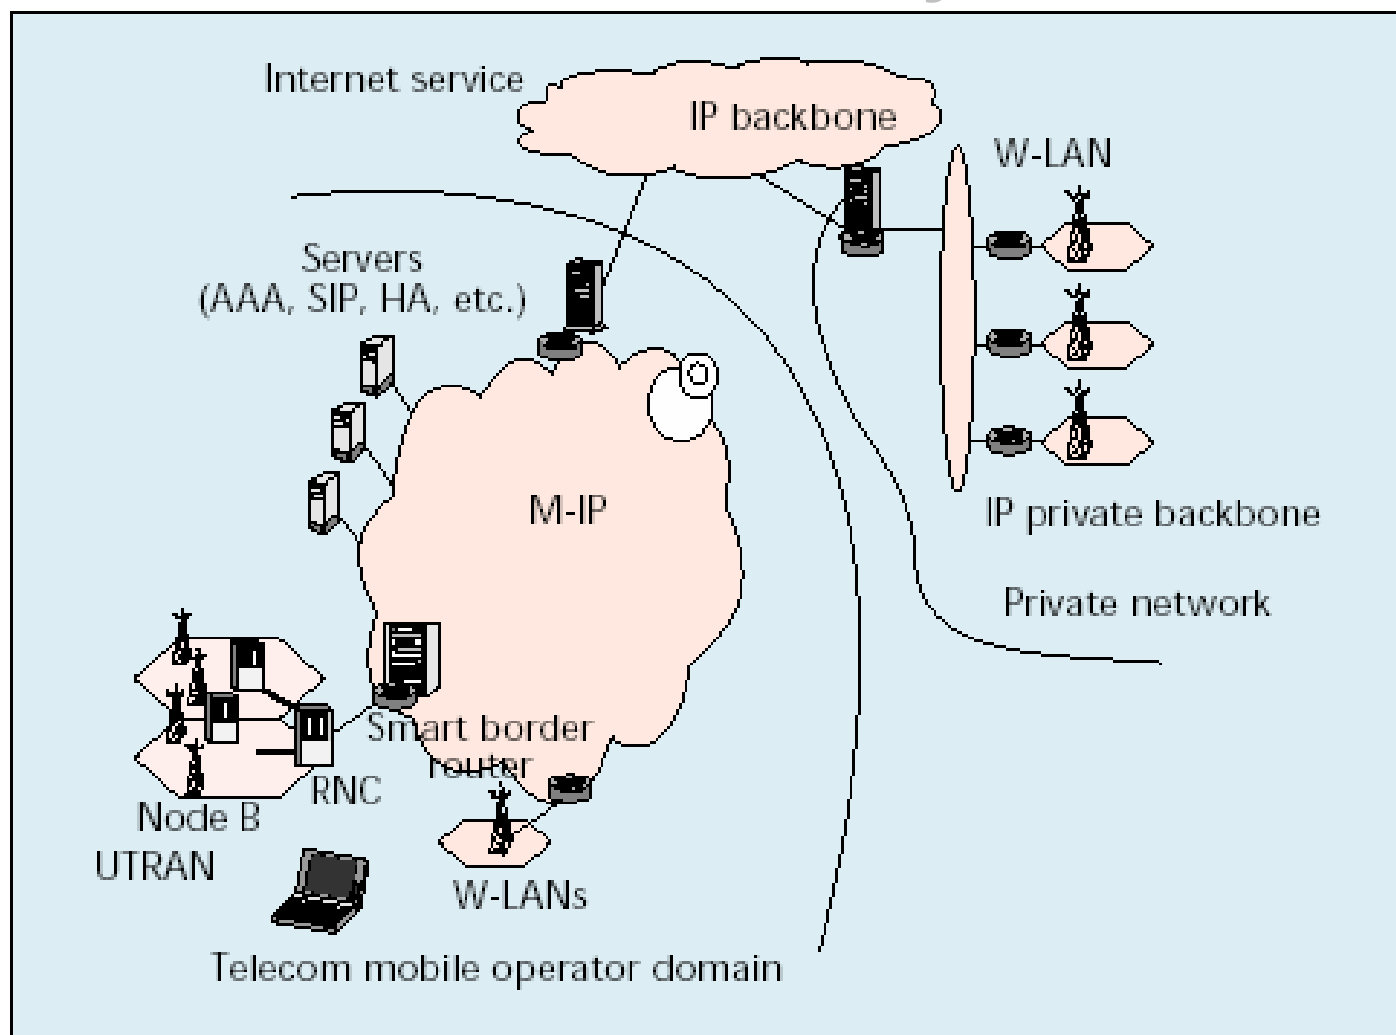 Internet service
IP backbone
W-LAN
Servers
(AAA, SIP, HA, etc.)
M-IP
IP private backbone
Private network
Smart border
router
RNC
Node B
UTRAN
W-LANs
Telecom mobile operator domain